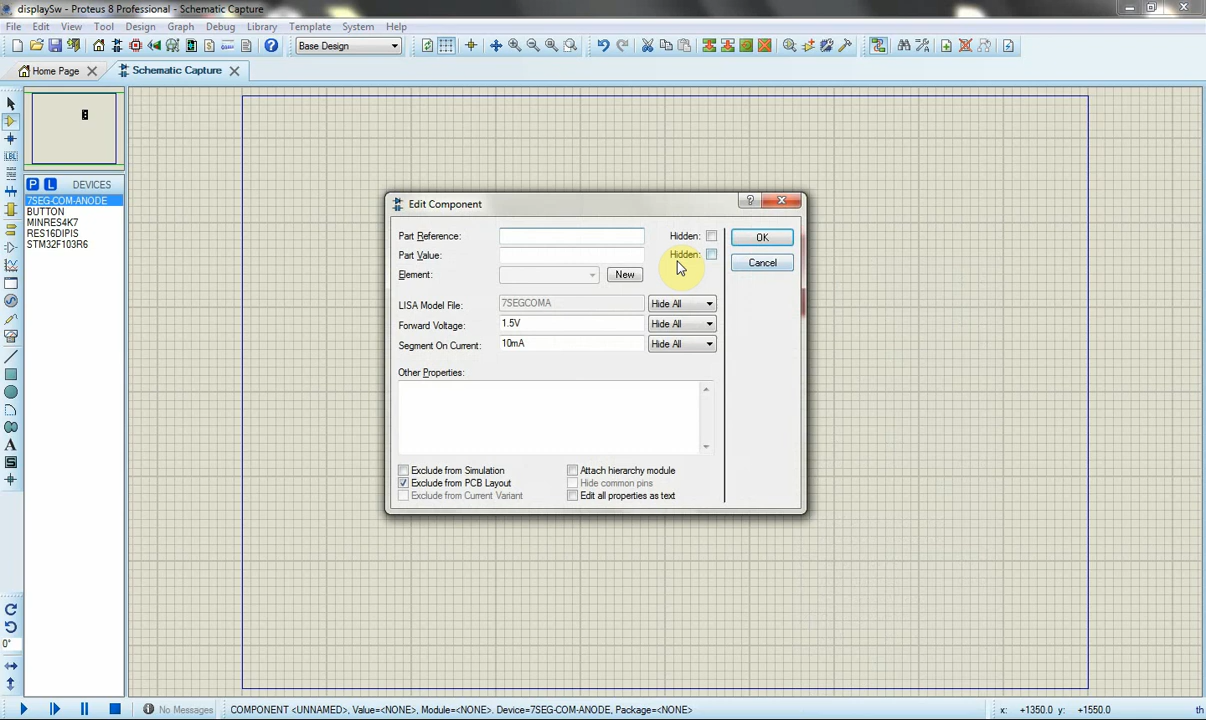 displaySw - Proteus 8 Professional - Schematic Capture
File Edit View Tool Design Graph Debug Library Template System Help
Base Design
Home Page
Schematic Capture
LBL
P L DEVICES
7SEG-COM-ANODE
BUTTON
MINRES4K7
RES16DIPIS
STM32F103R6
Edit Component
Part Reference: Hidden: OK
Part Value: Hidden:
Cancel
Element: New
LISA Model File: 7SEGCOMA Hide All
Forward Voltage: 1.5V Hide All
Segment On Current: 10mA Hide All
Other Properties:
Exclude from Simulation Attach hierarchy module
Exclude from PCB Layout Hide common pins
Exclude from Current Variant Edit all properties as text
A
0°
No Messages COMPONENT <UNNAMED>, Value=<NONE>, Module=<NONE>. Device=7SEG-COM-ANODE, Package=<NONE> x: +1350.0 y: +1550.0 th